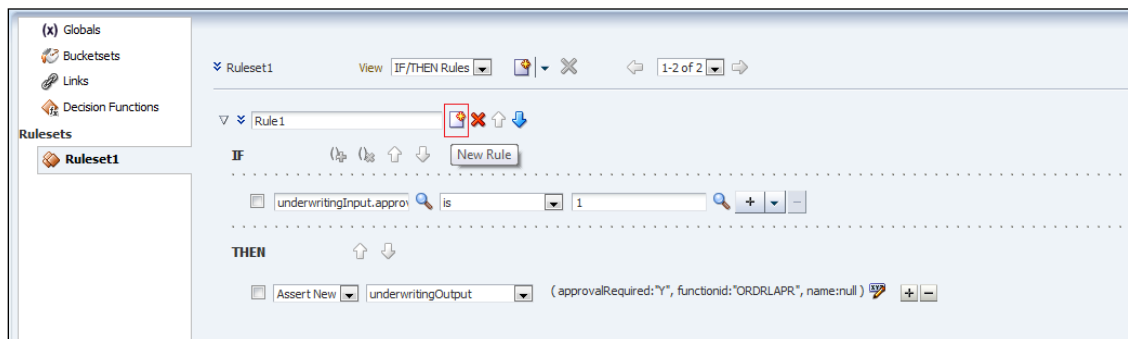 (x) Globals
Bucketsets
Links
Decision Functions
Rulesets
Ruleset1
Ruleset1 View IF/THEN Rules 1-2 of 2
Rule1
New Rule
IF
underwritingInput.approv is 1
THEN
Assert New underwritingOutput ( approvalRequired:"Y", functionid:"ORDRLAPR", name:null )